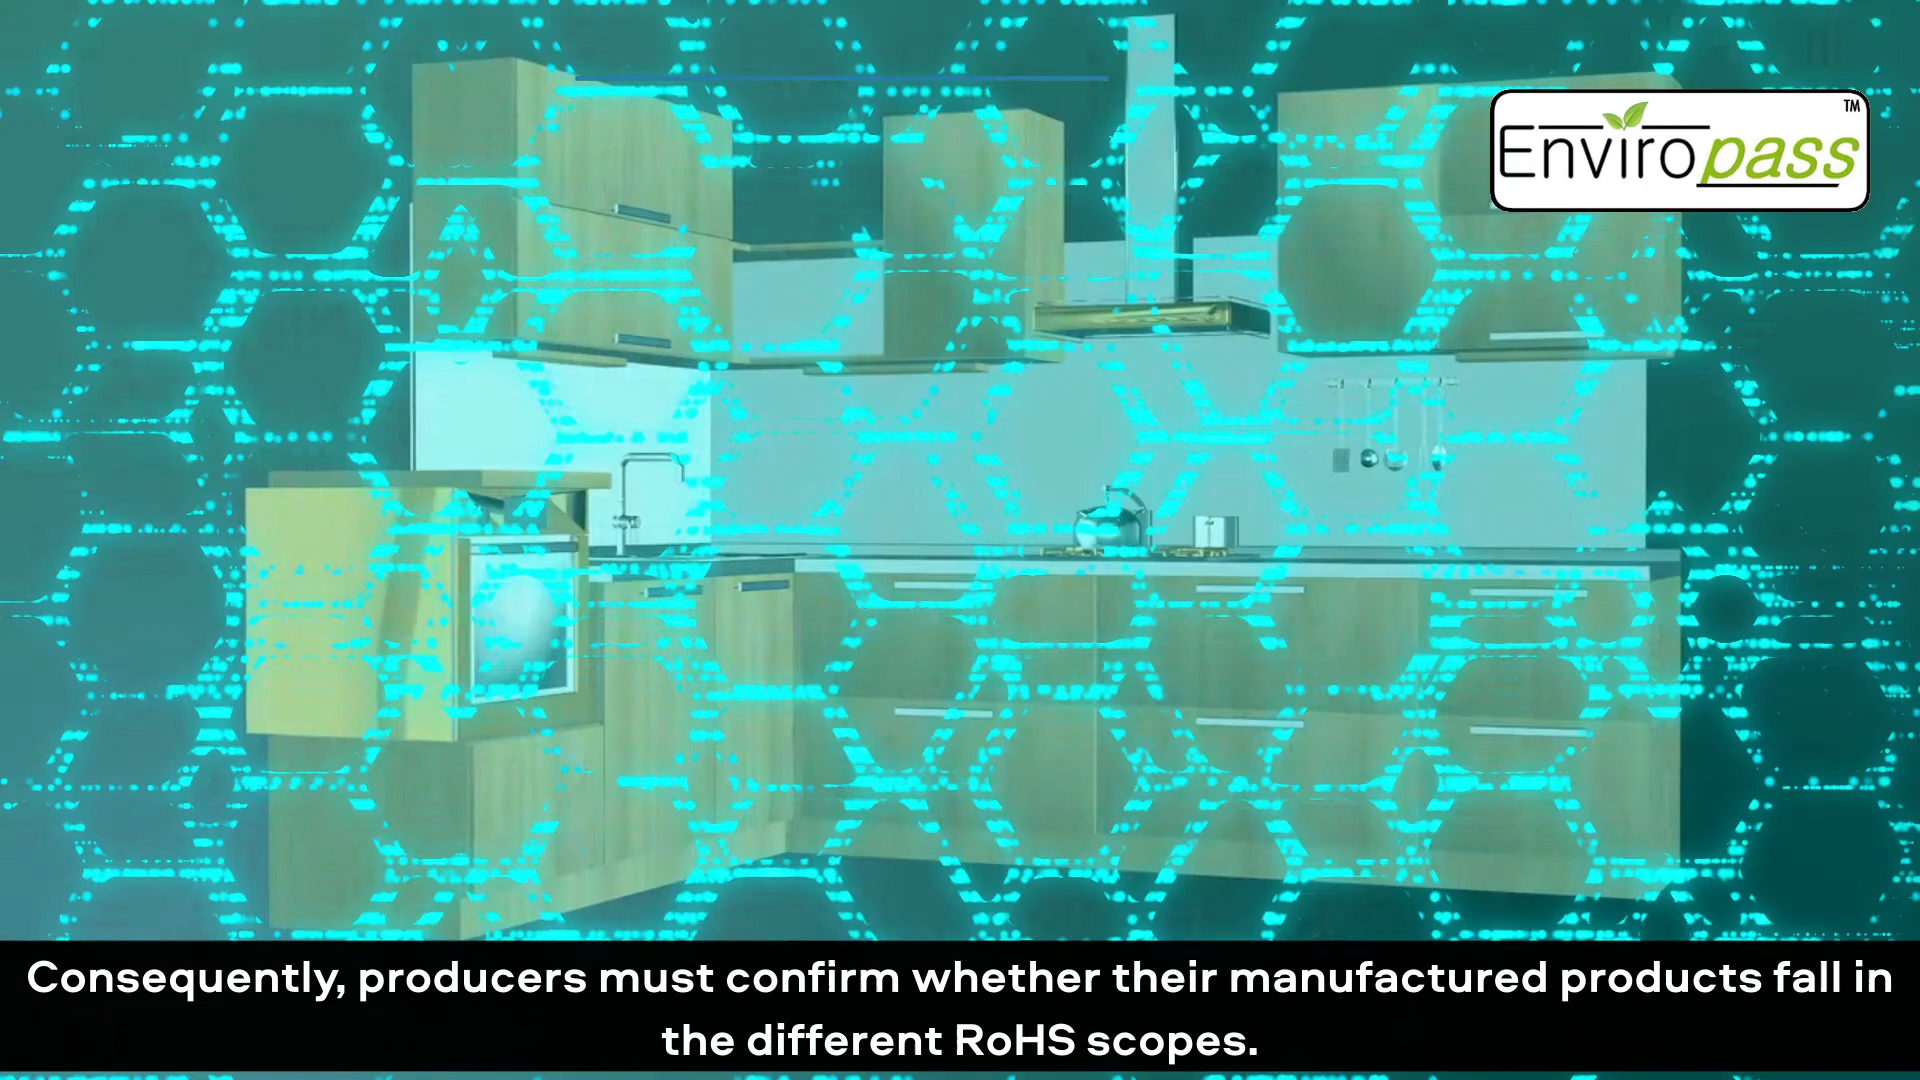 Enviropass
TM
Consequently, producers must confirm whether their manufactured products fall in
the different RoHS scopes.